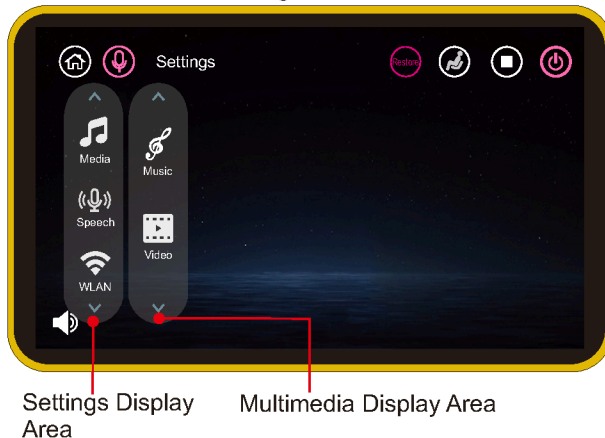 Settings
Restore
Media
Music
Speech
Video
WLAN
Settings Display
Area
Multimedia Display Area